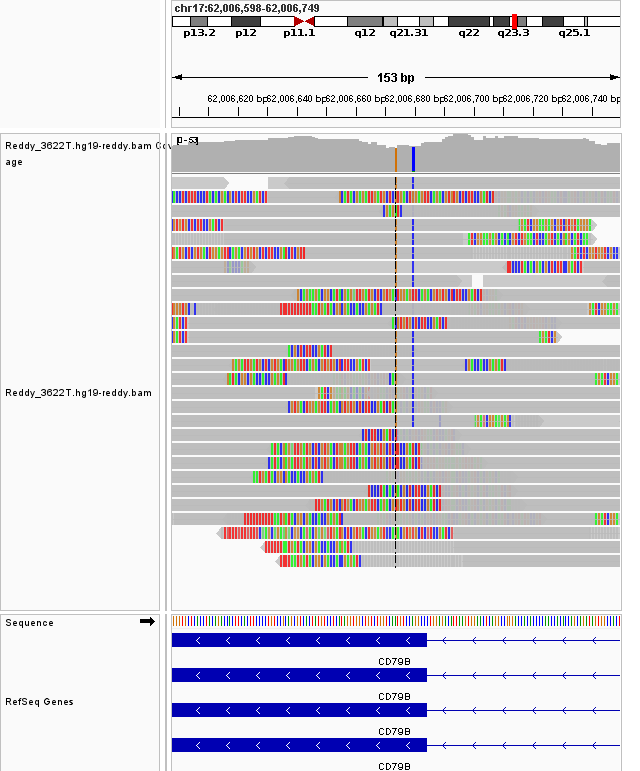 chr17:62,006,598-62,006,749
p13.2 p12 p11.1 q12 q21.31 q22 q23.3 q25.1
153 bp
62,006,620 bp 62,006,640 bp 62,006,660 bp 62,006,680 bp 62,006,700 bp 62,006,720 bp 62,006,740 bp
Reddy_3622T.hg19-reddy.bam Cov
age
Reddy_3622T.hg19-reddy.bam
Sequence
CD79B
CD79B
RefSeq Genes
CD79B
CD79B